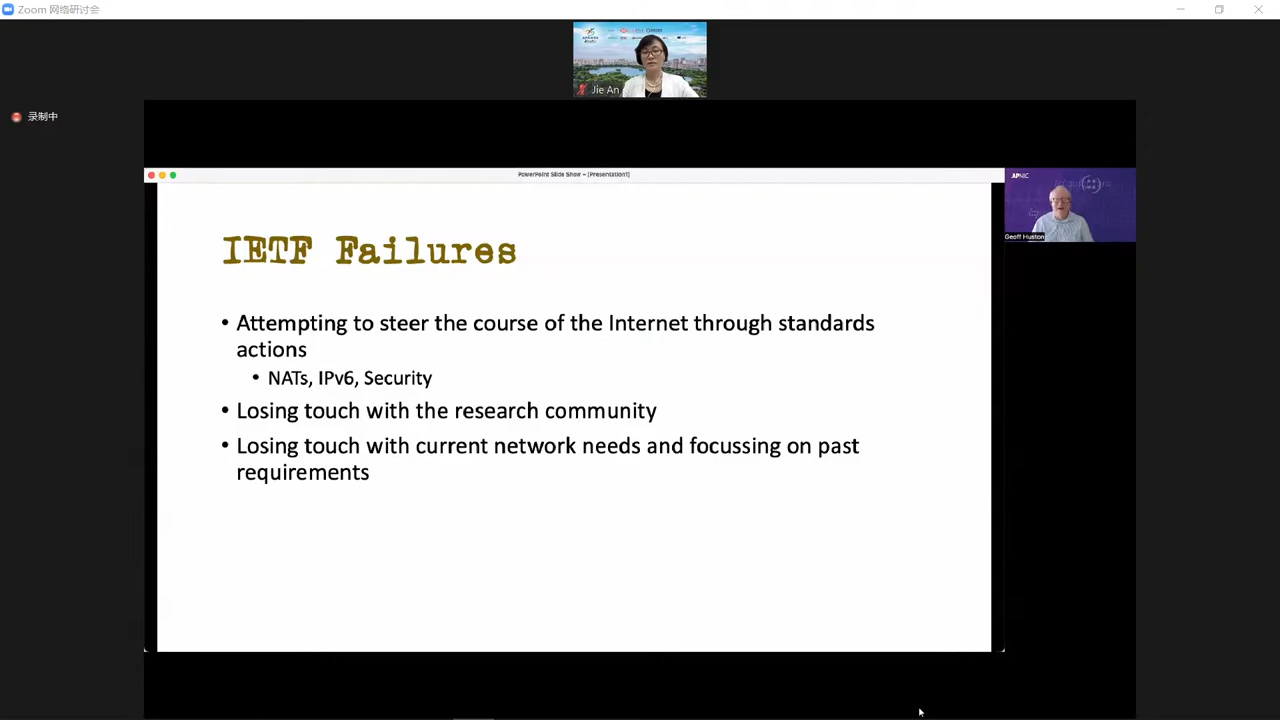 Zoom 网络研讨会
Jie An
录制中
PowerPoint Slide Show - [Presentation1]
APNIC
Geoff Huston
IETF Failures
• Attempting to steer the course of the Internet through standards
actions
• NATs, IPv6, Security
• Losing touch with the research community
• Losing touch with current network needs and focussing on past
requirements